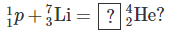 ¹₁p + ⁷₃Li = [?] ⁴₂He?